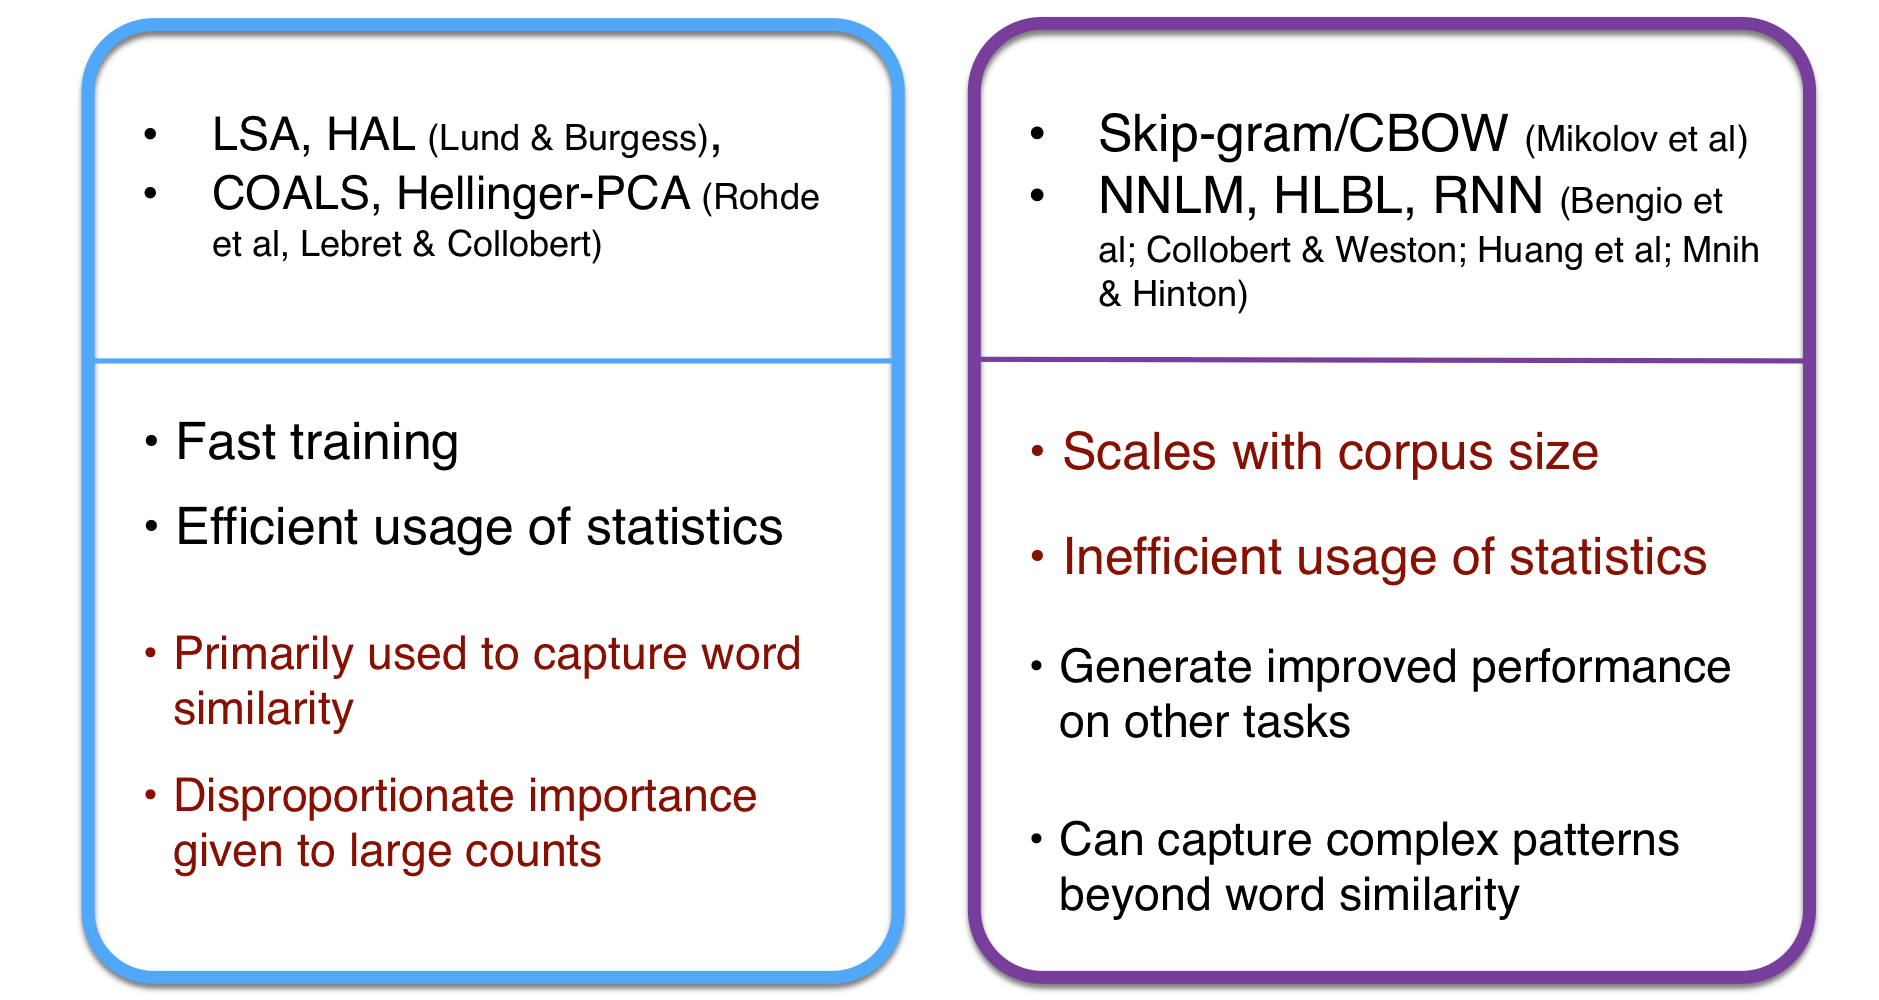 • LSA, HAL (Lund & Burgess),
• COALS, Hellinger-PCA (Rohde
et al, Lebret & Collobert)
• Fast training
• Efficient usage of statistics
• Primarily used to capture word
similarity
• Disproportionate importance
given to large counts
• Skip-gram/CBOW (Mikolov et al)
• NNLM, HLBL, RNN (Bengio et
al; Collobert & Weston; Huang et al; Mnih
& Hinton)
• Scales with corpus size
• Inefficient usage of statistics
• Generate improved performance
on other tasks
• Can capture complex patterns
beyond word similarity